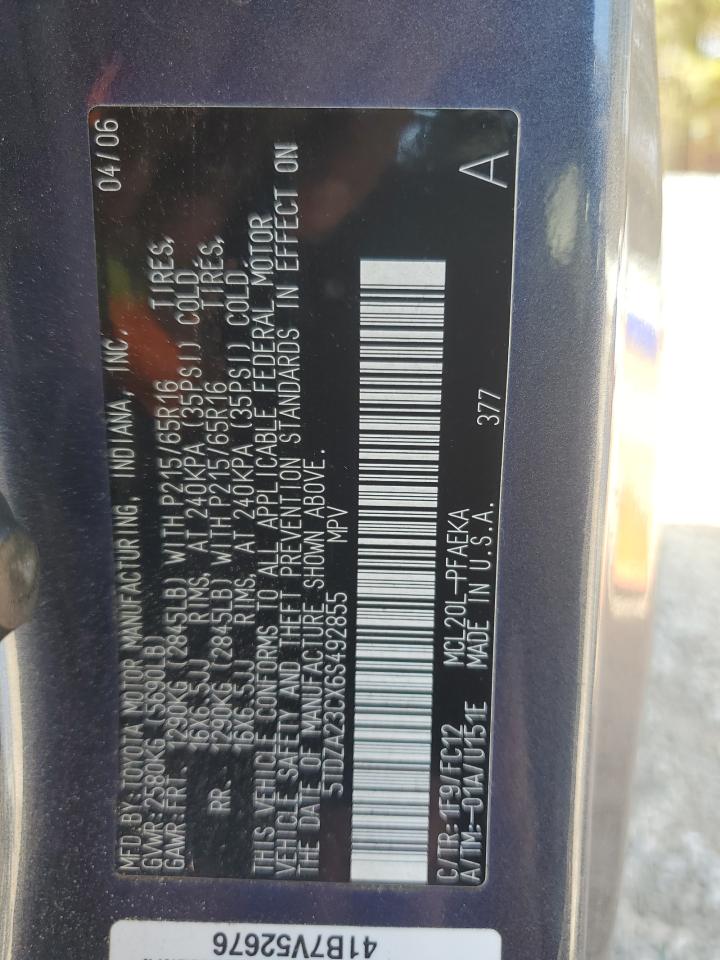 MFD. BY: TOYOTA MOTOR MANUFACTURING, INDIANA, INC. 04/06
GVWR: 2580KG (5690LB)
GAWR: FRT. 1290KG (2845LB) WITH P215/65R16 TIRES,
16X6.5JJ RIMS, AT 240KPA (35PSI) COLD
RR. 1290KG (2845LB) WITH P215/65R16 TIRES,
16X6.5JJ RIMS, AT 240KPA (35PSI) COLD.
THIS VEHICLE CONFORMS TO ALL APPLICABLE FEDERAL MOTOR
VEHICLE SAFETY AND THEFT PREVENTION STANDARDS IN EFFECT ON
THE DATE OF MANUFACTURE SHOWN ABOVE.
5TDZA23CX6S492855 MPV
C/TR: 1F9/FC12 MCL20L-PFAEKA
A/TM: -01A/U151E MADE IN U.S.A. 377 A
41B7V52676